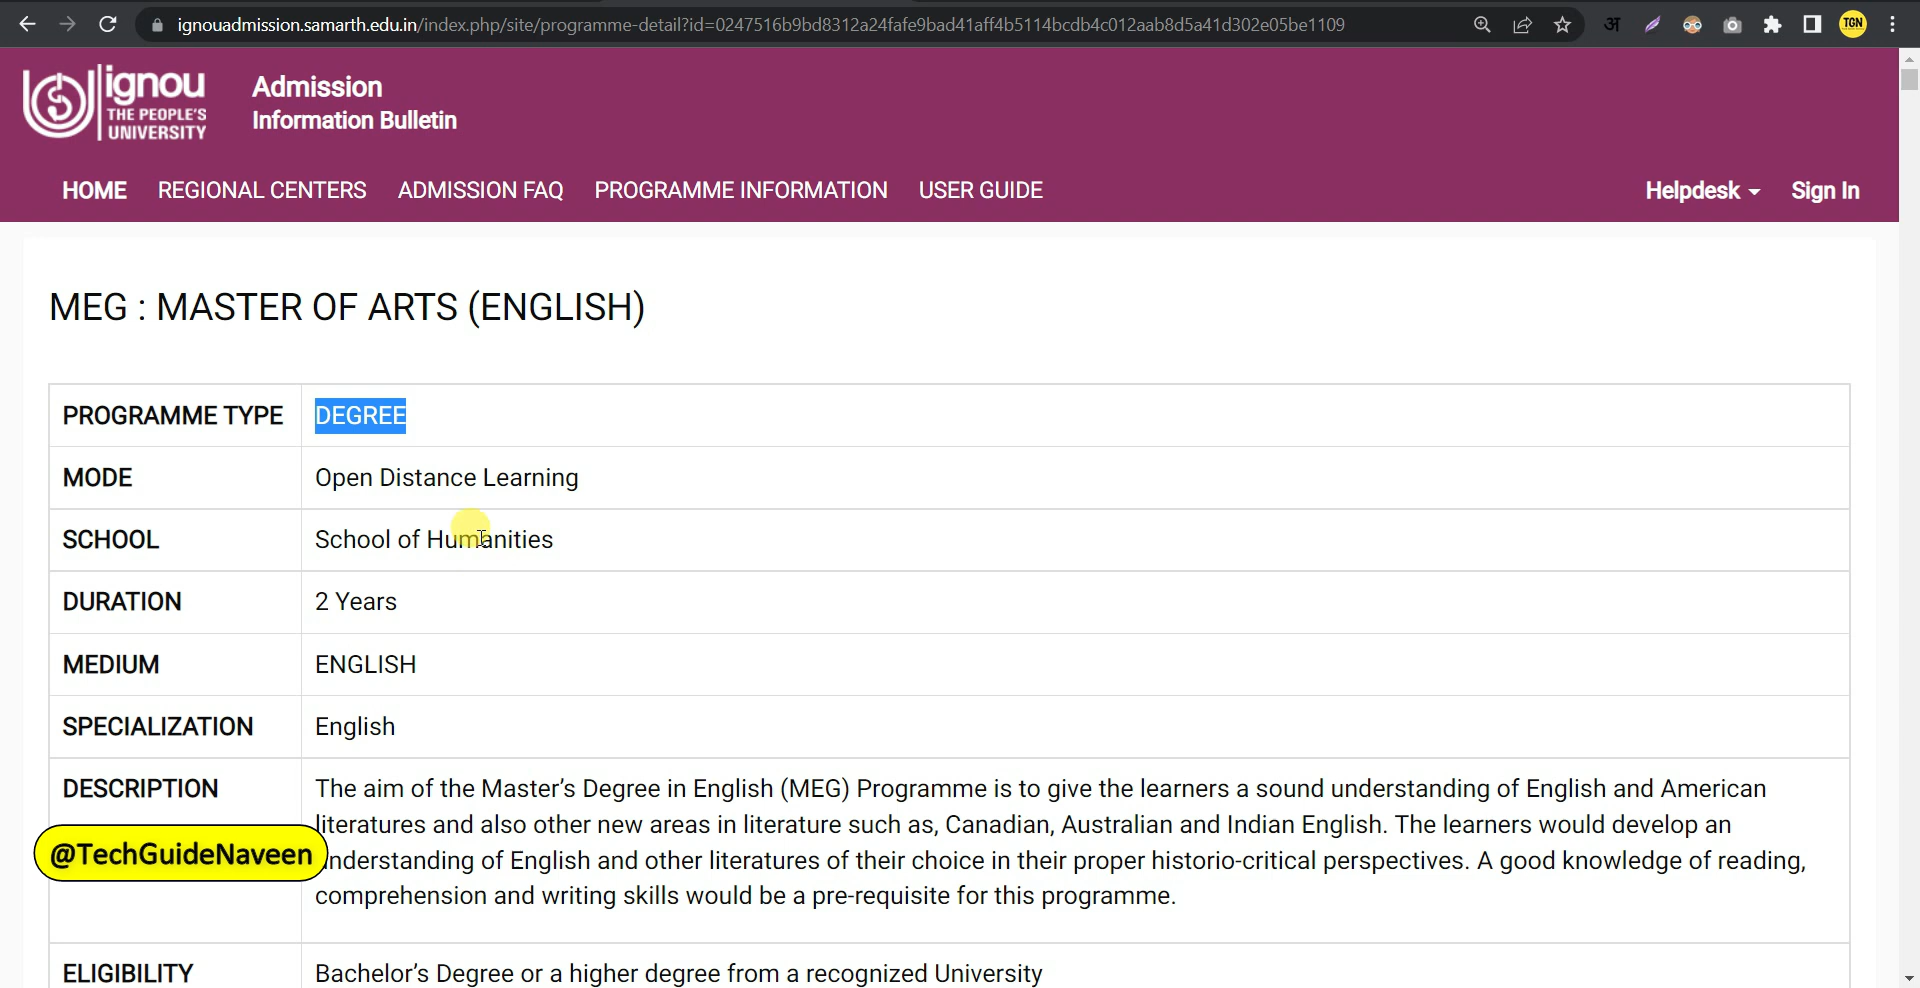 ignouadmission.samarth.edu.in/index.php/site/programme-detail?id=0247516b9bd8312a24fafe9bad41aff4b5114bcdb4c012aab8d5a41d302e05be1109
अ
TGN
ignou
THE PEOPLE'S
UNIVERSITY
Admission
Information Bulletin
HOME REGIONAL CENTERS ADMISSION FAQ PROGRAMME INFORMATION USER GUIDE Helpdesk Sign In
MEG : MASTER OF ARTS (ENGLISH)
PROGRAMME TYPE DEGREE
MODE Open Distance Learning
SCHOOL School of Humanities
DURATION 2 Years
MEDIUM ENGLISH
SPECIALIZATION English
DESCRIPTION The aim of the Master's Degree in English (MEG) Programme is to give the learners a sound understanding of English and American
literatures and also other new areas in literature such as, Canadian, Australian and Indian English. The learners would develop an
understanding of English and other literatures of their choice in their proper historio-critical perspectives. A good knowledge of reading,
comprehension and writing skills would be a pre-requisite for this programme.
@TechGuideNaveen
ELIGIBILITY Bachelor's Degree or a higher degree from a recognized University